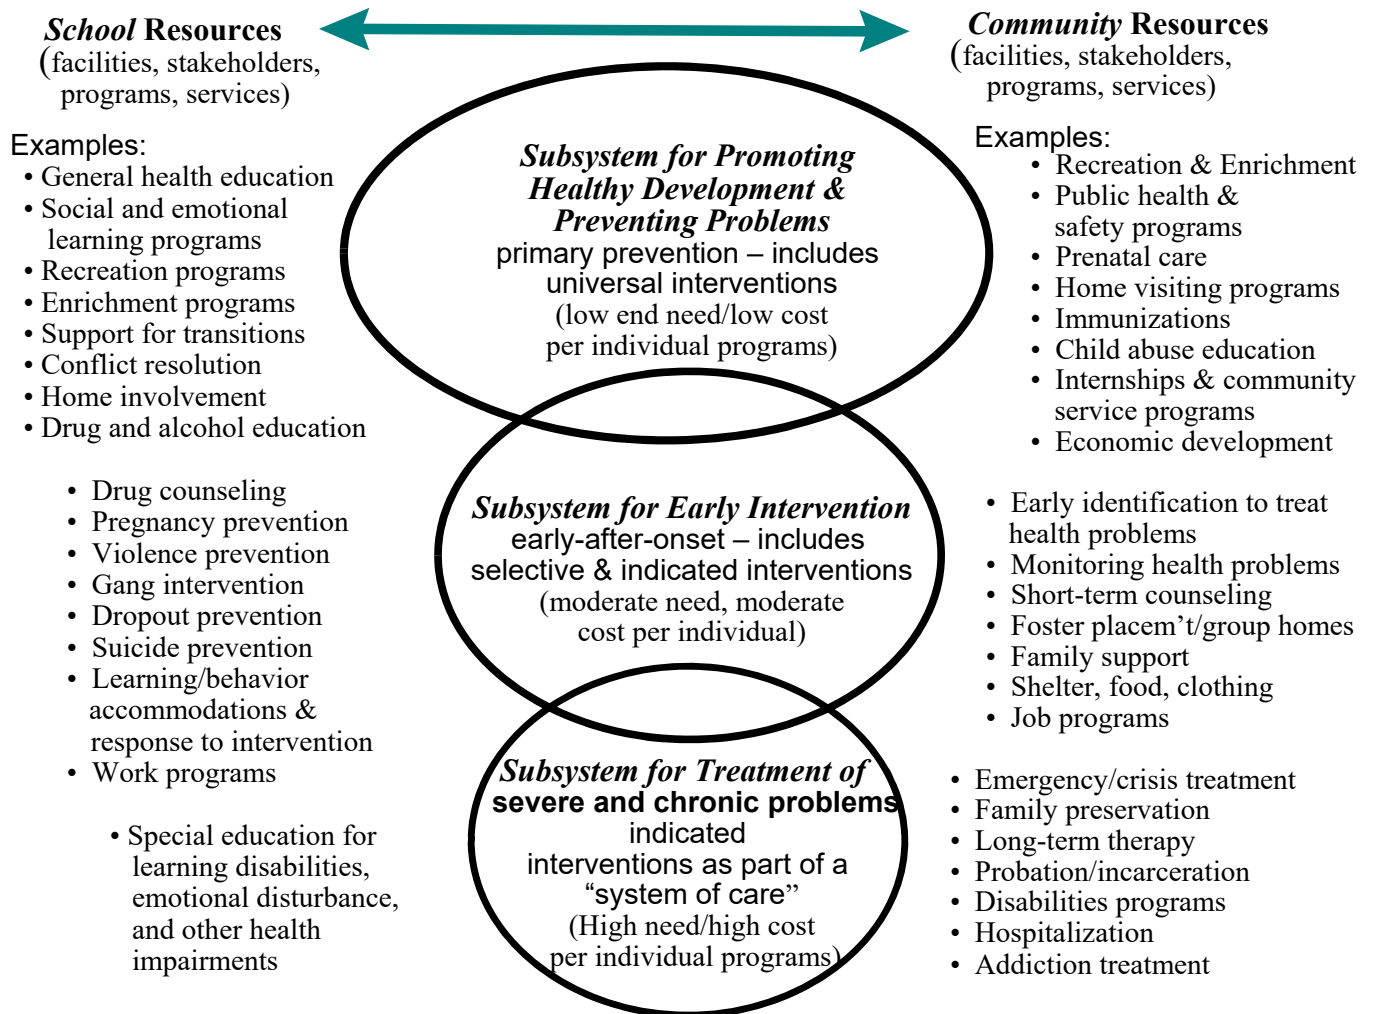 School Resources
(facilities, stakeholders,
programs, services)
Examples:
• General health education
• Social and emotional
learning programs
• Recreation programs
• Enrichment programs
• Support for transitions
• Conflict resolution
• Home involvement
• Drug and alcohol education
• Drug counseling
• Pregnancy prevention
• Violence prevention
• Gang intervention
• Dropout prevention
• Suicide prevention
• Learning/behavior
accommodations &
response to intervention
• Work programs
• Special education for
learning disabilities,
emotional disturbance,
and other health
impairments
Subsystem for Promoting
Healthy Development &
Preventing Problems
primary prevention – includes
universal interventions
(low end need/low cost
per individual programs)
Subsystem for Early Intervention
early-after-onset – includes
selective & indicated interventions
(moderate need, moderate
cost per individual)
Subsystem for Treatment of
severe and chronic problems
indicated
interventions as part of a
“system of care”
(High need/high cost
per individual programs)
Community Resources
(facilities, stakeholders,
programs, services)
Examples:
• Recreation & Enrichment
• Public health &
safety programs
• Prenatal care
• Home visiting programs
• Immunizations
• Child abuse education
• Internships & community
service programs
• Economic development
• Early identification to treat
health problems
• Monitoring health problems
• Short-term counseling
• Foster placem’t/group homes
• Family support
• Shelter, food, clothing
• Job programs
• Emergency/crisis treatment
• Family preservation
• Long-term therapy
• Probation/incarceration
• Disabilities programs
• Hospitalization
• Addiction treatment